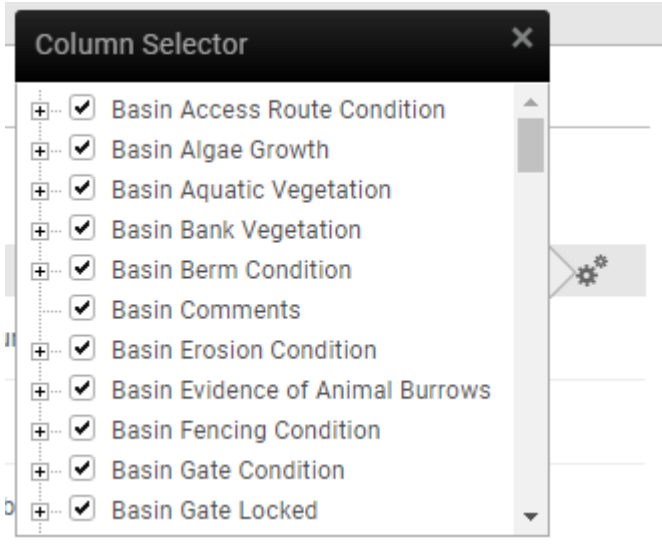 Column Selector
Basin Access Route Condition
Basin Algae Growth
Basin Aquatic Vegetation
Basin Bank Vegetation
Basin Berm Condition
Basin Comments
Basin Erosion Condition
Basin Evidence of Animal Burrows
Basin Fencing Condition
Basin Gate Condition
Basin Gate Locked